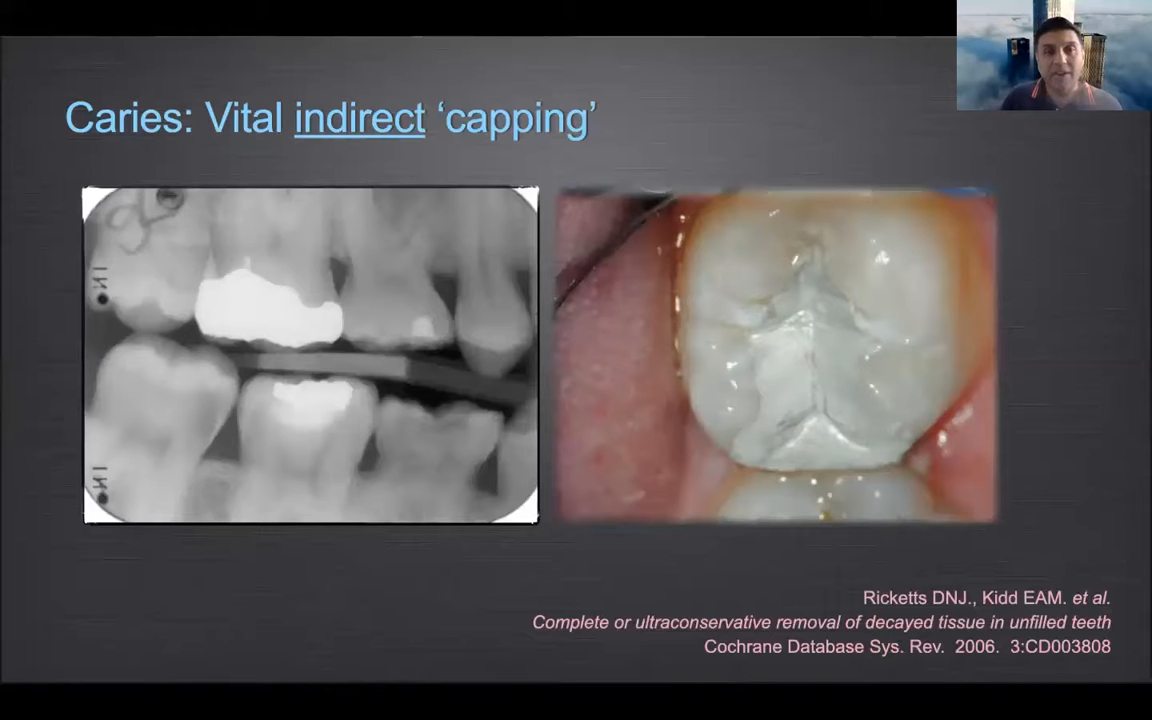 Caries: Vital indirect ‘capping’
Ricketts DNJ., Kidd EAM. et al.
Complete or ultraconservative removal of decayed tissue in unfilled teeth
Cochrane Database Sys. Rev. 2006. 3:CD003808